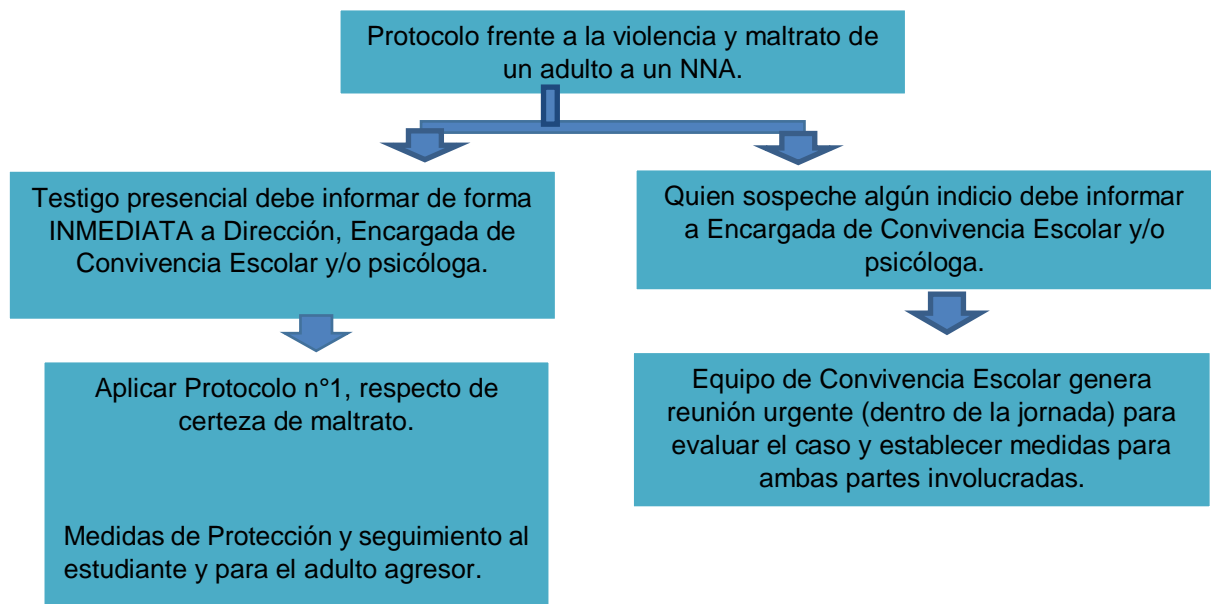 Protocolo frente a la violencia y maltrato de
un adulto a un NNA.
Testigo presencial debe informar de forma
INMEDIATA a Dirección, Encargada de
Convivencia Escolar y/o psicóloga.
Quien sospeche algún indicio debe informar
a Encargada de Convivencia Escolar y/o
psicóloga.
Aplicar Protocolo n°1, respecto de
certeza de maltrato.
Medidas de Protección y seguimiento al
estudiante y para el adulto agresor.
Equipo de Convivencia Escolar genera
reunión urgente (dentro de la jornada) para
evaluar el caso y establecer medidas para
ambas partes involucradas.